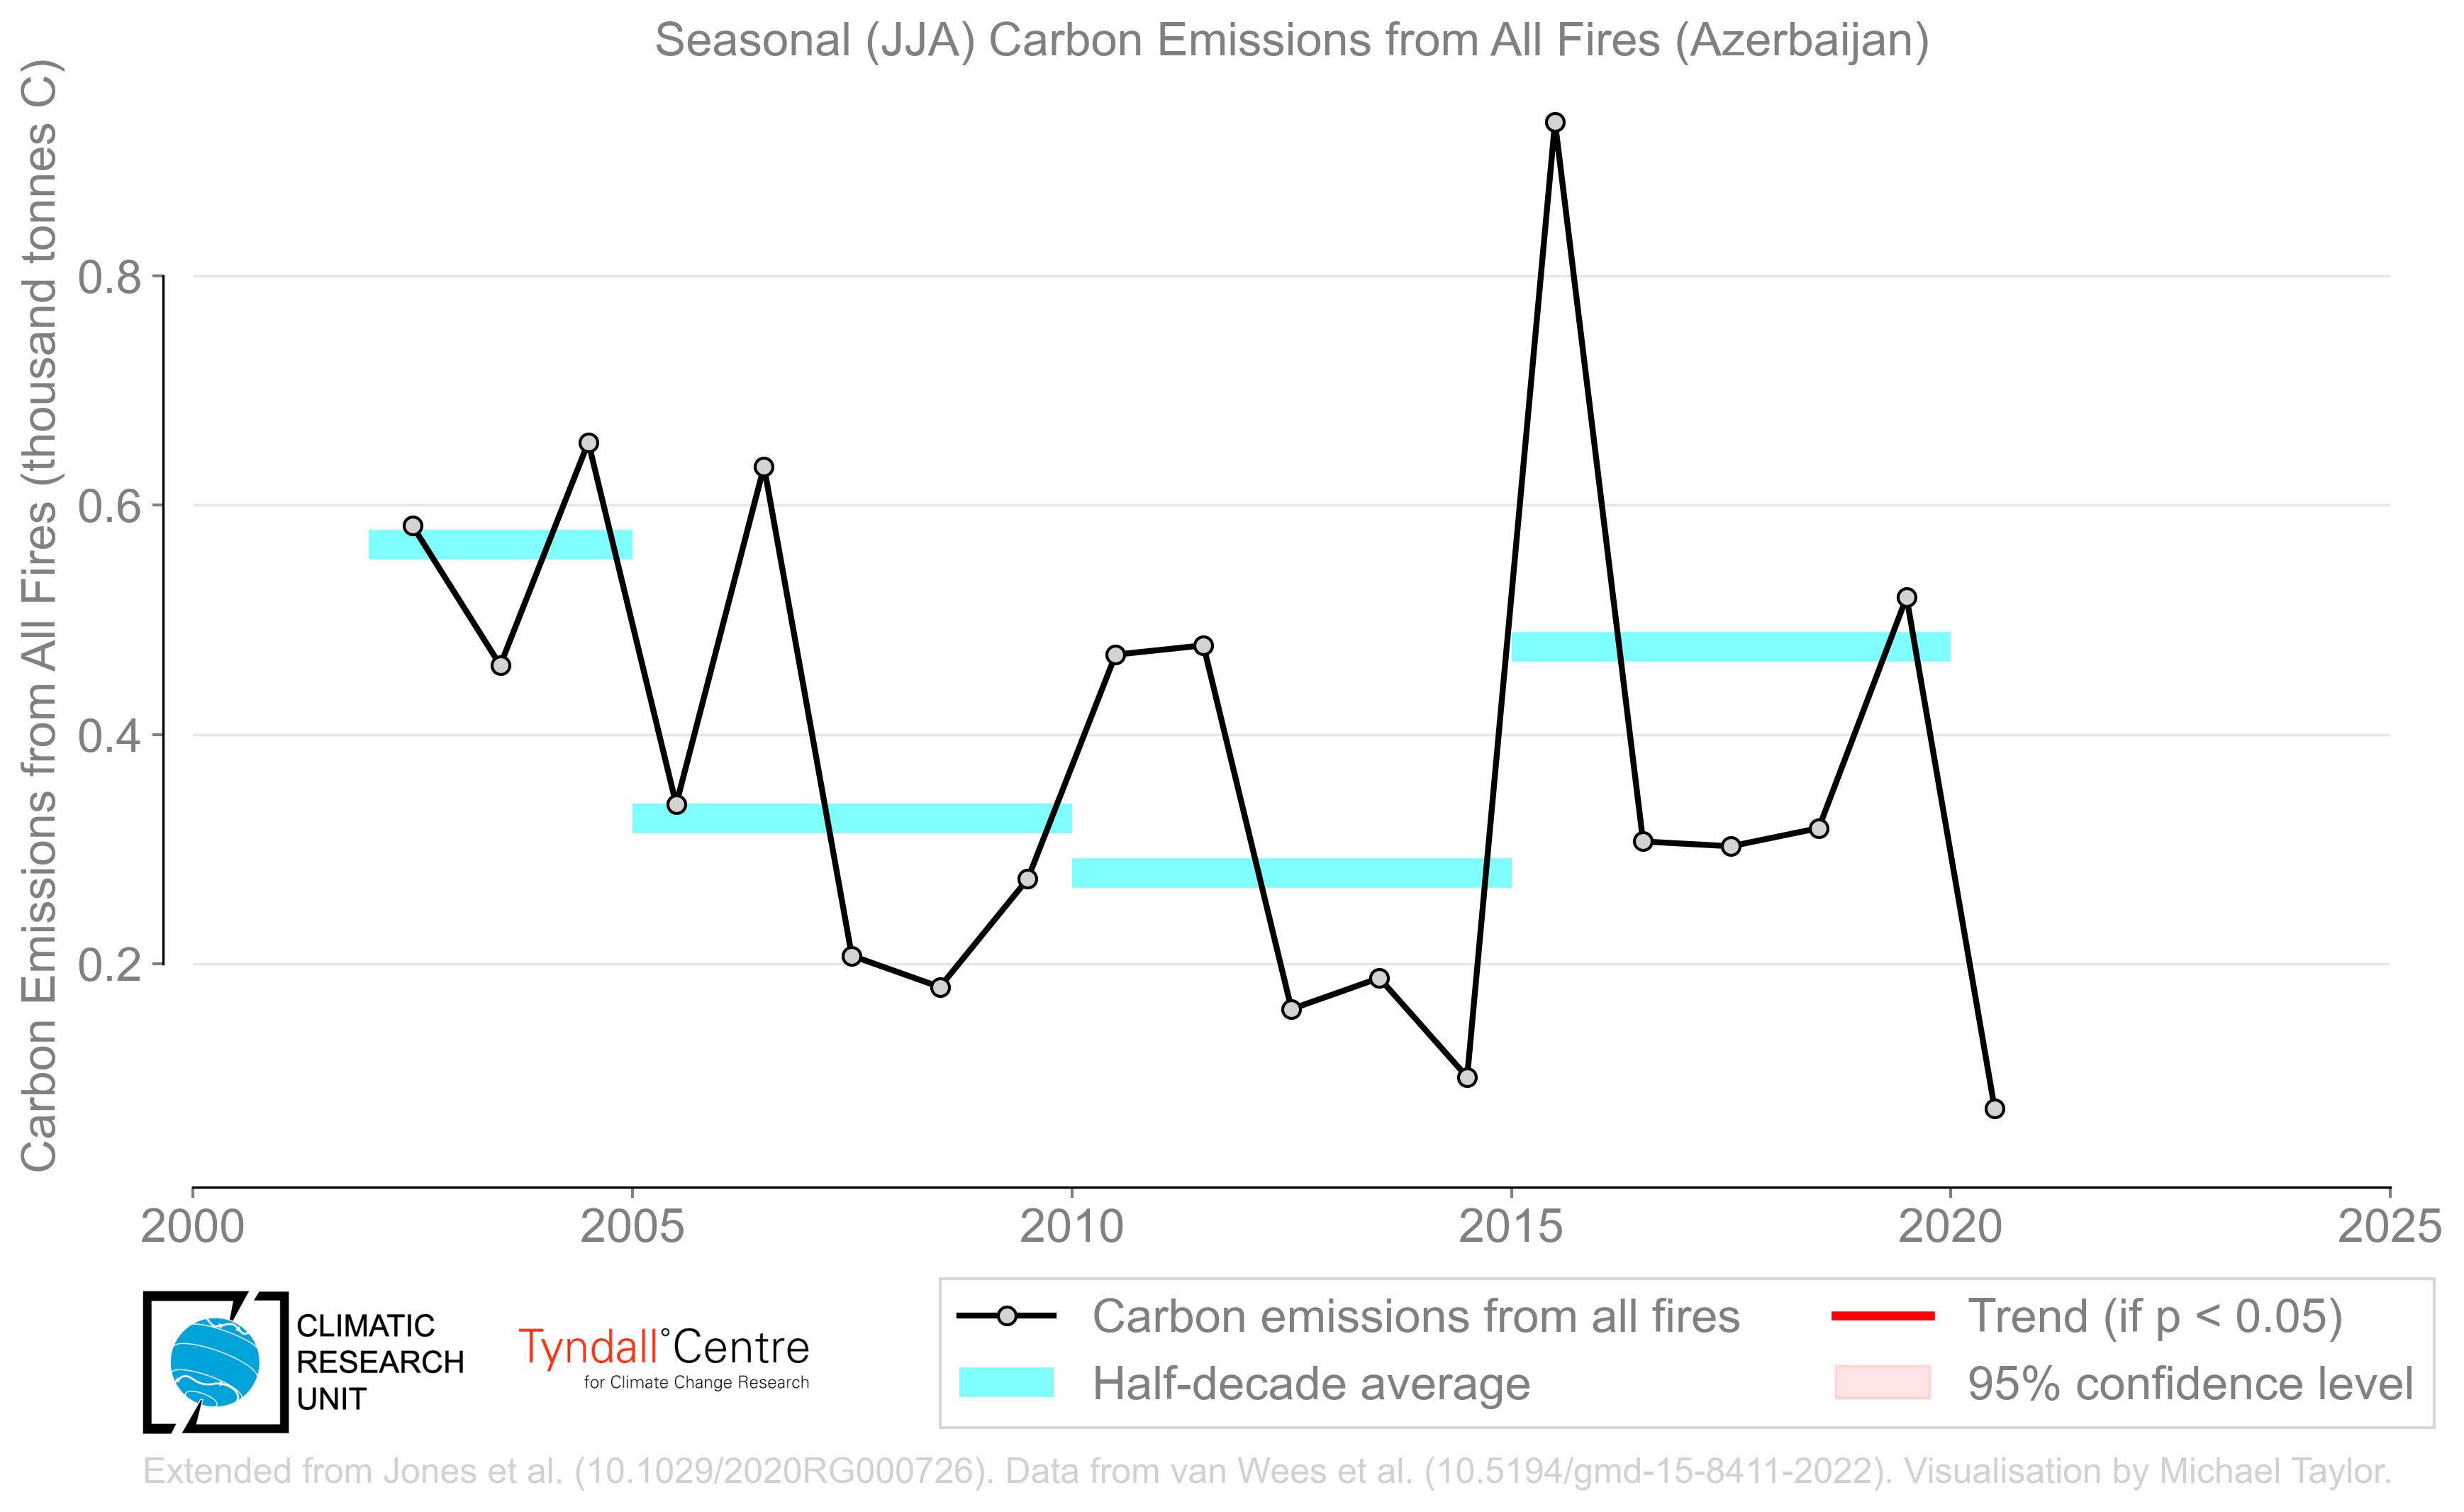 Seasonal (JJA) Carbon Emissions from All Fires (Azerbaijan)
Carbon Emissions from All Fires (thousand tonnes C)
0.8
0.6
0.4
0.2
2000
2005
2010
2015
2020
2025
CLIMATIC
RESEARCH
UNIT
Tyndall°Centre
for Climate Change Research
Carbon emissions from all fires
Half-decade average
Trend (if p < 0.05)
95% confidence level
Extended from Jones et al. (10.1029/2020RG000726). Data from van Wees et al. (10.5194/gmd-15-8411-2022). Visualisation by Michael Taylor.